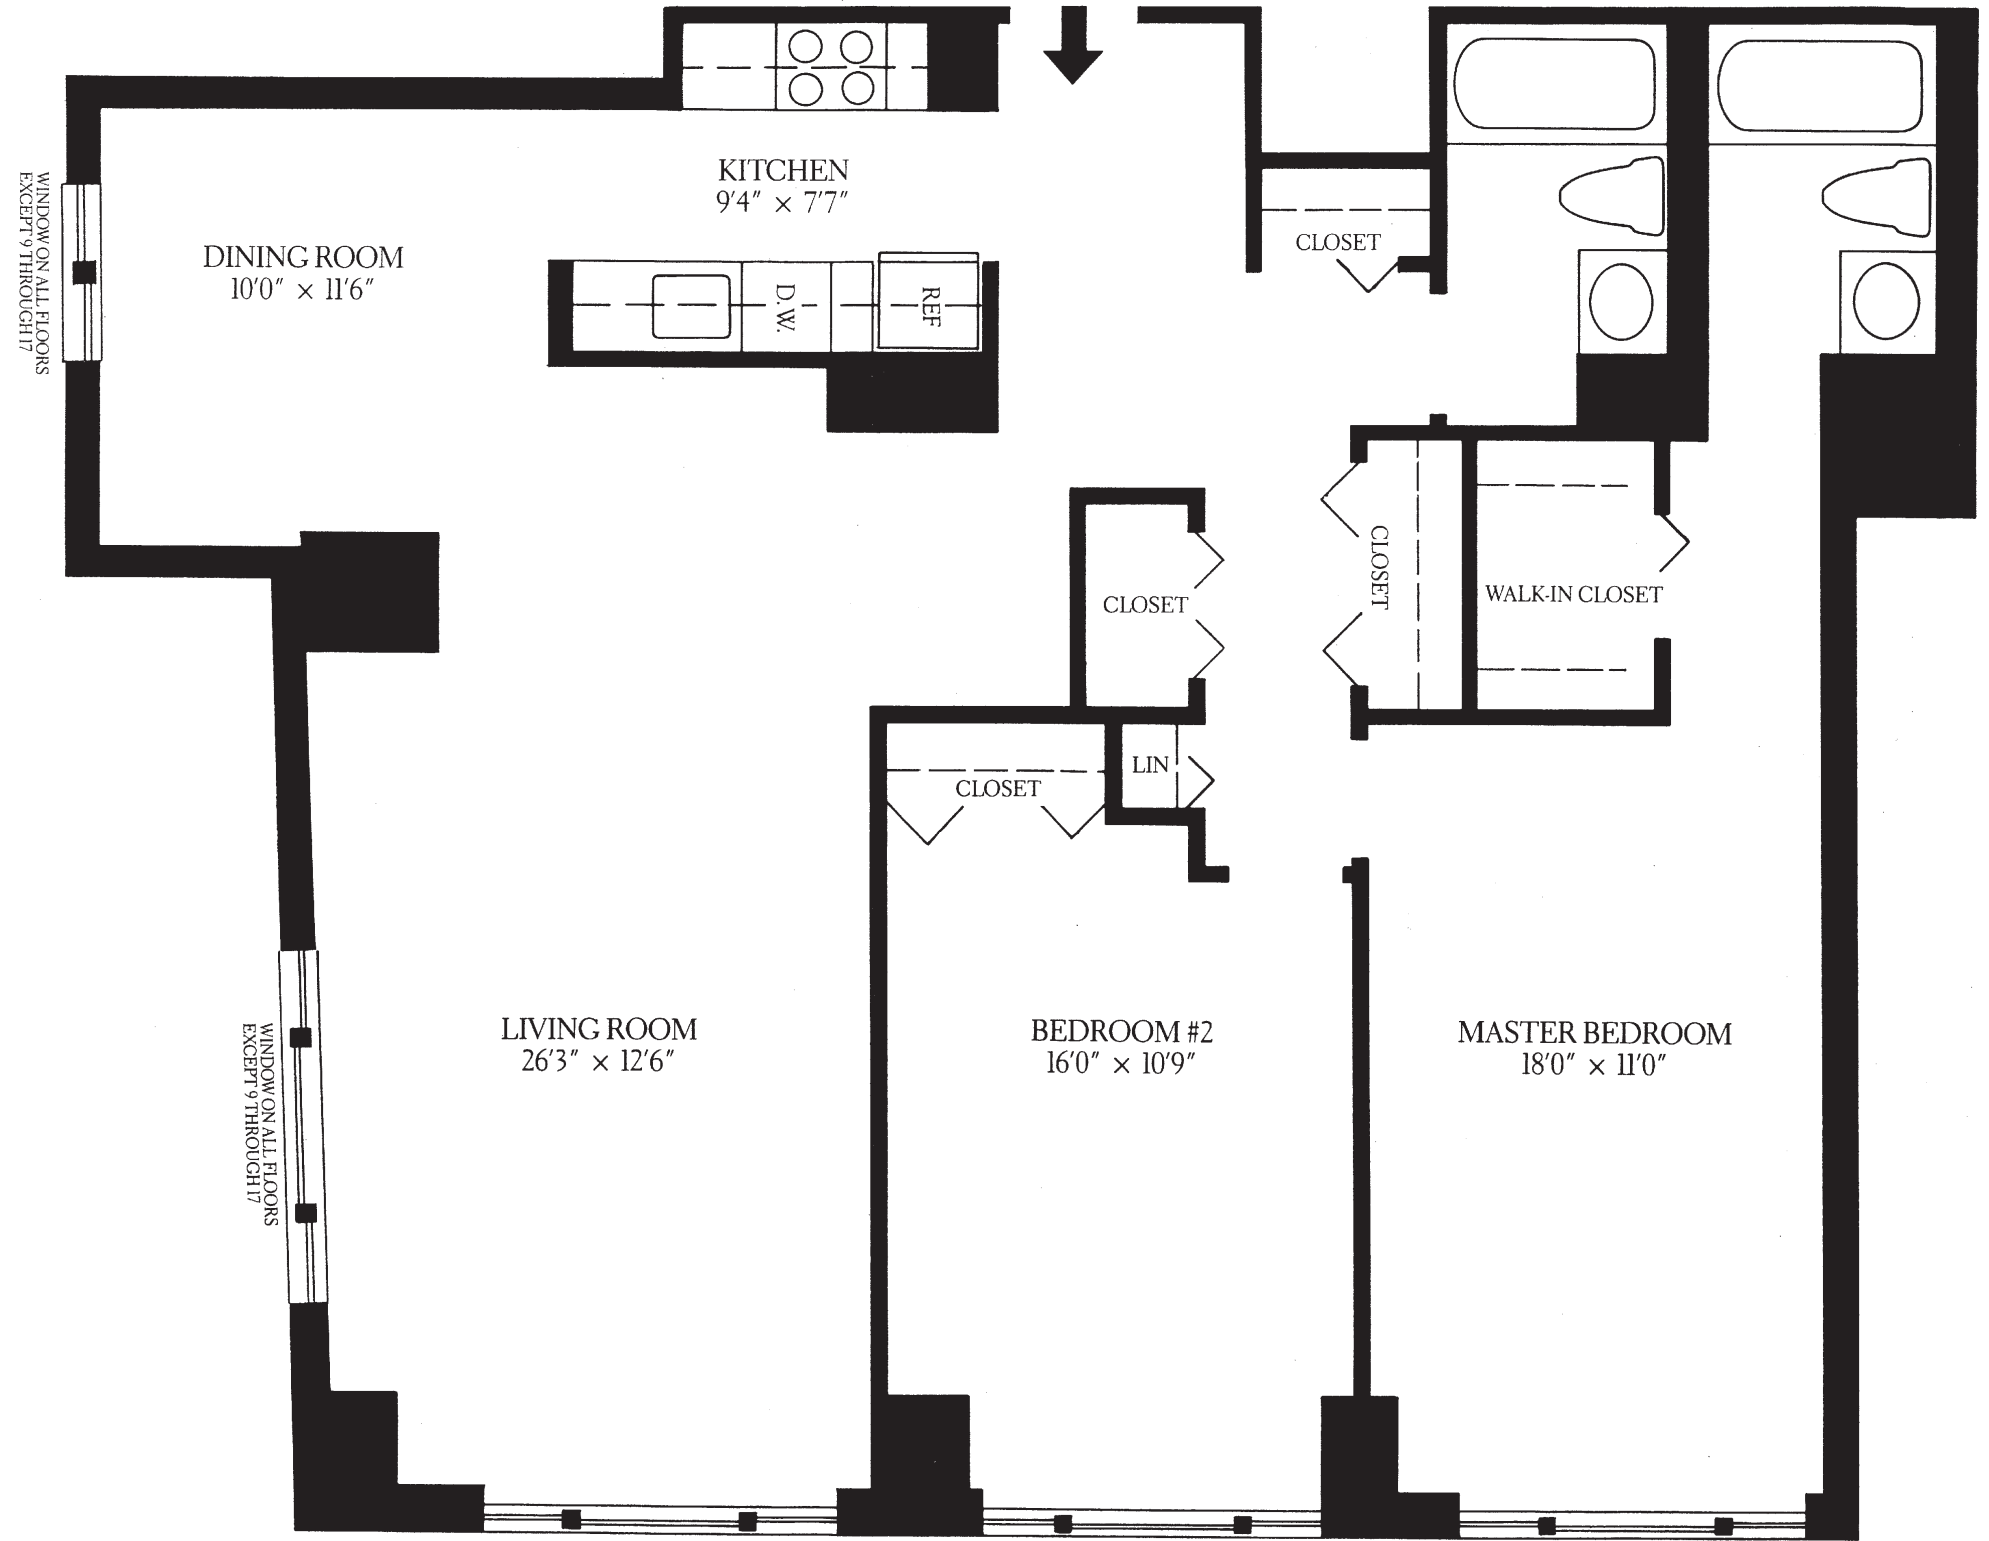 KITCHEN
9'4" × 7'7"
DINING ROOM
10'0" × 11'6"
WINDOW ON ALL FLOORS
EXCEPT 9 THROUGH 17
D.W.
REF
CLOSET
CLOSET
CLOSET
WALK-IN CLOSET
LIN
CLOSET
LIVING ROOM
26'3" × 12'6"
BEDROOM #2
16'0" × 10'9"
MASTER BEDROOM
18'0" × 11'0"
WINDOW ON ALL FLOORS
EXCEPT 9 THROUGH 17